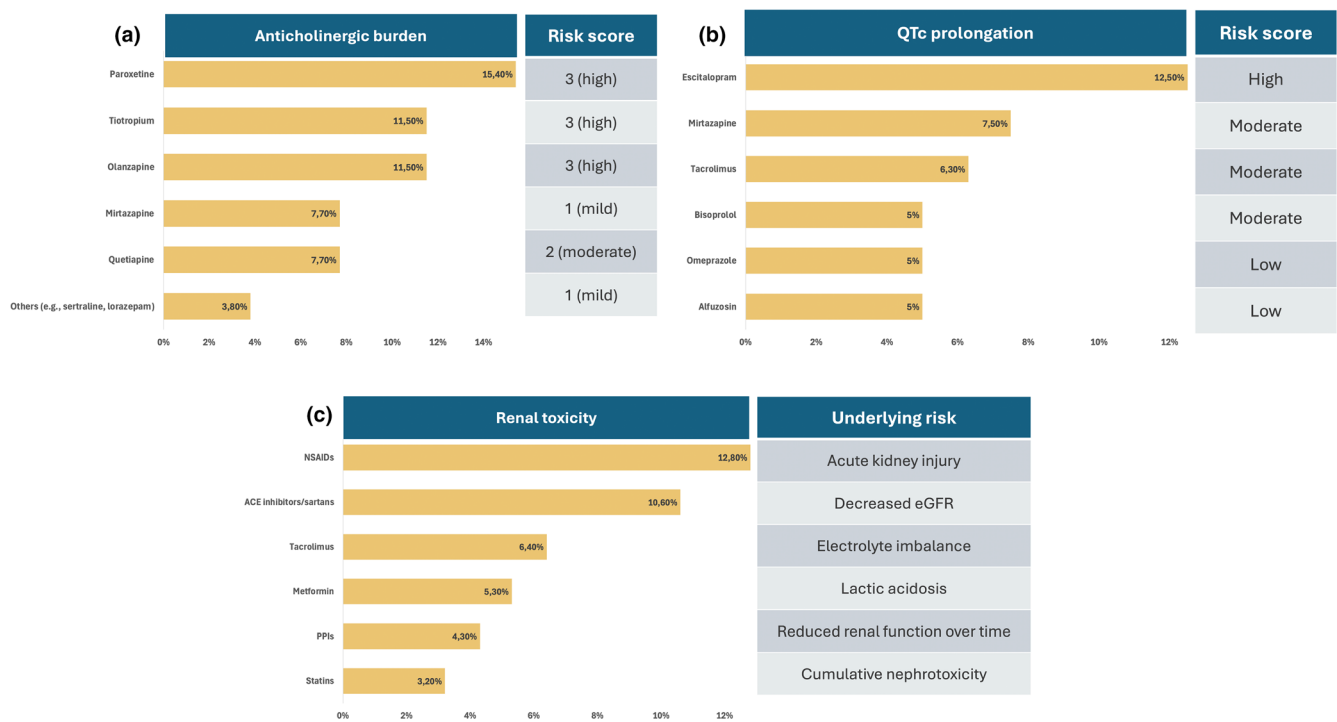 (a)
Anticholinergic burden
Risk score
Paroxetine 15,40% 3 (high)
Tiotropium 11,50% 3 (high)
Olanzapine 11,50% 3 (high)
Mirtazapine 7,70% 1 (mild)
Quetiapine 7,70% 2 (moderate)
Others (e.g., sertraline, lorazepam) 3,80% 1 (mild)
0% 2% 4% 6% 8% 10% 12% 14%
(b)
QTc prolongation
Risk score
Escitalopram 12,50% High
Mirtazapine 7,50% Moderate
Tacrolimus 6,30% Moderate
Bisoprolol 5% Moderate
Omeprazole 5% Low
Alfuzosin 5% Low
0% 2% 4% 6% 8% 10% 12%
(c)
Renal toxicity
Underlying risk
NSAIDs 12,80% Acute kidney injury
ACE inhibitors/sartans 10,60% Decreased eGFR
Tacrolimus 6,40% Electrolyte imbalance
Metformin 5,30% Lactic acidosis
PPIs 4,30% Reduced renal function over time
Statins 3,20% Cumulative nephrotoxicity
0% 2% 4% 6% 8% 10% 12%